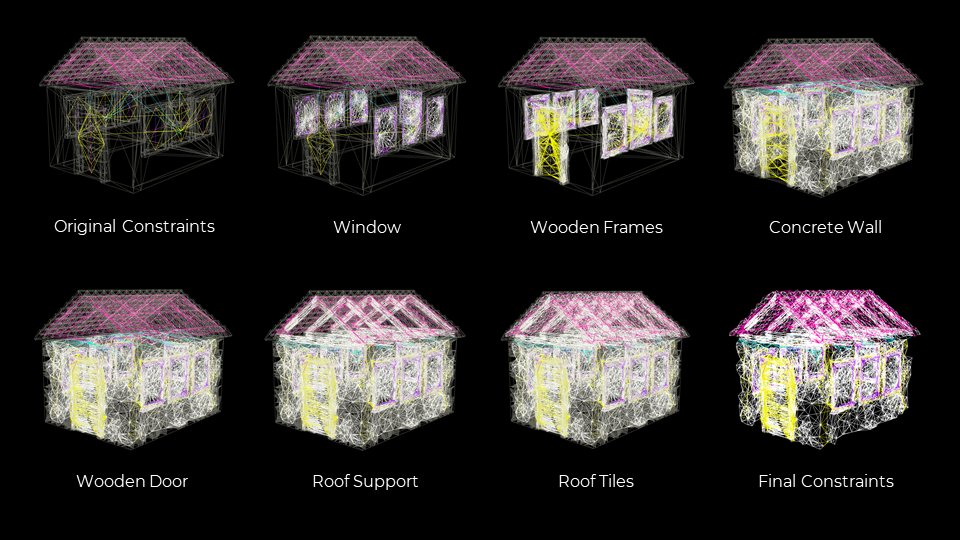 Original Constraints
Window
Wooden Frames
Concrete Wall
Wooden Door
Roof Support
Roof Tiles
Final Constraints